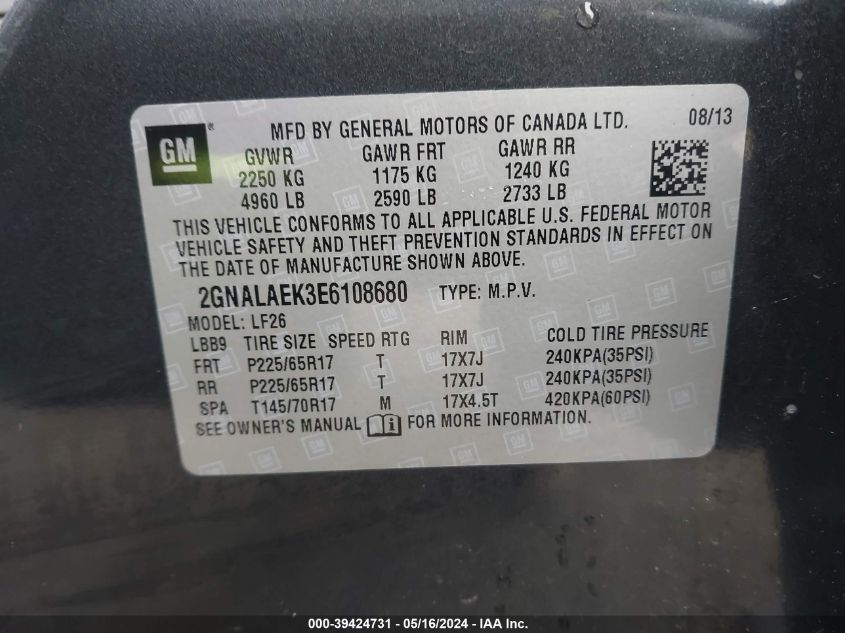 GM ® MFD BY GENERAL MOTORS OF CANADA LTD. 08/13
GVWR GAWR FRT GAWR RR
2250 KG 1175 KG 1240 KG
4960 LB 2590 LB 2733 LB
THIS VEHICLE CONFORMS TO ALL APPLICABLE U.S. FEDERAL MOTOR
VEHICLE SAFETY AND THEFT PREVENTION STANDARDS IN EFFECT ON
THE DATE OF MANUFACTURE SHOWN ABOVE.
2GNALAEK3E6108680 TYPE: M.P.V.
MODEL: LF26
LBB9 TIRE SIZE SPEED RTG RIM COLD TIRE PRESSURE
FRT P225/65R17 T 17X7J 240KPA(35PSI)
RR P225/65R17 T 17X7J 240KPA(35PSI)
SPA T145/70R17 M 17X4.5T 420KPA(60PSI)
SEE OWNER'S MANUAL FOR MORE INFORMATION.
000-39424731 - 05/16/2024 - IAAI.com